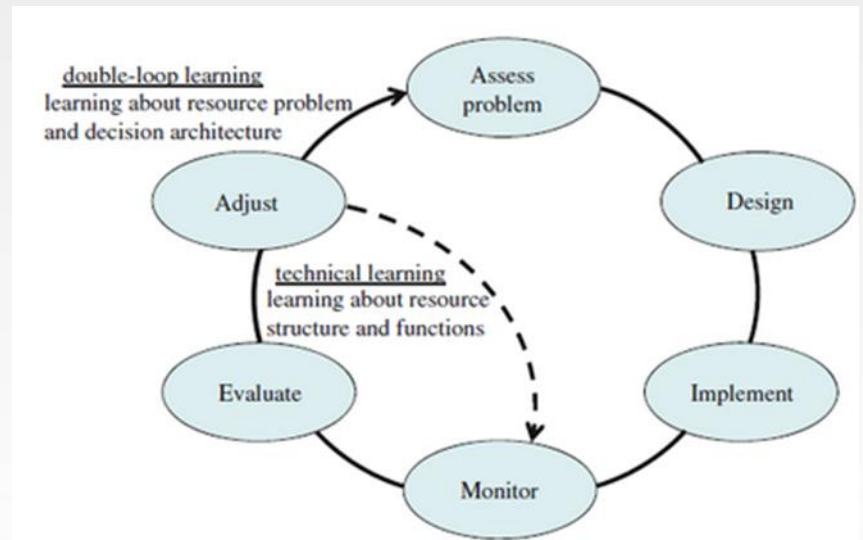 double-loop learning
learning about resource problem
and decision architecture
Assess
problem
Adjust
Design
technical learning
learning about resource
structure and functions
Evaluate
Implement
Monitor